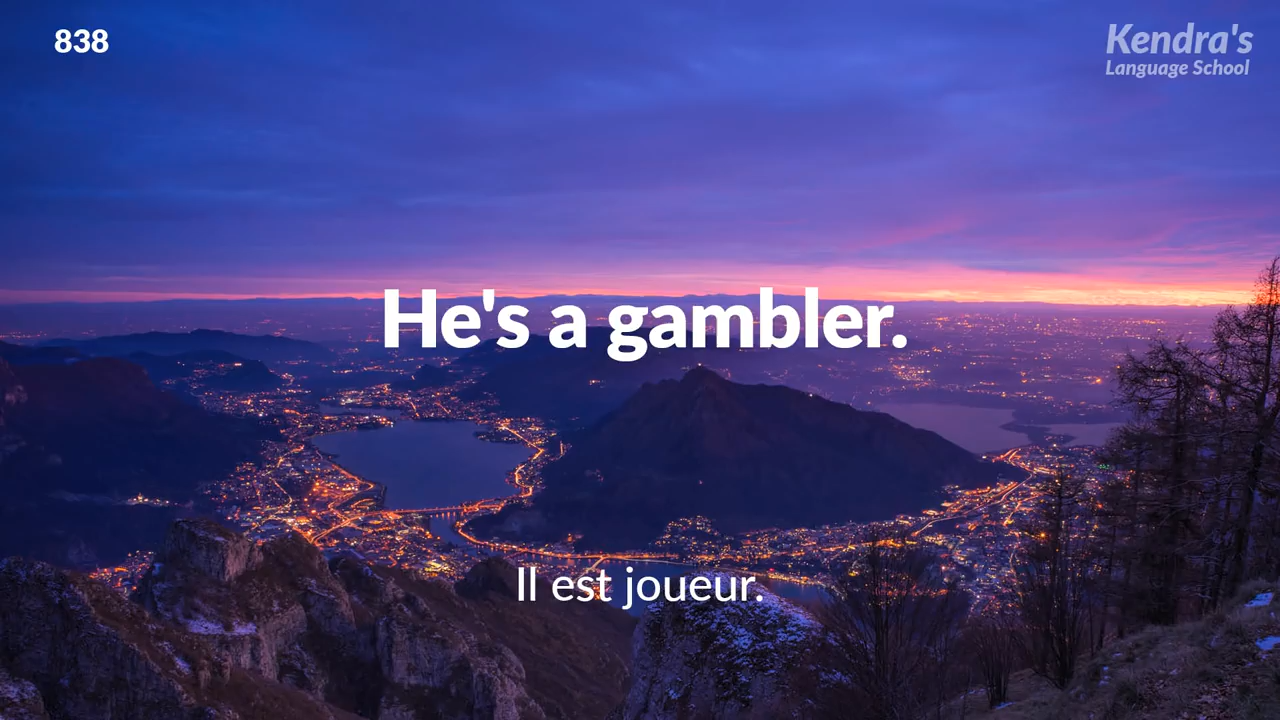 838
Kendra's
Language School
He's a gambler.
Il est joueur.